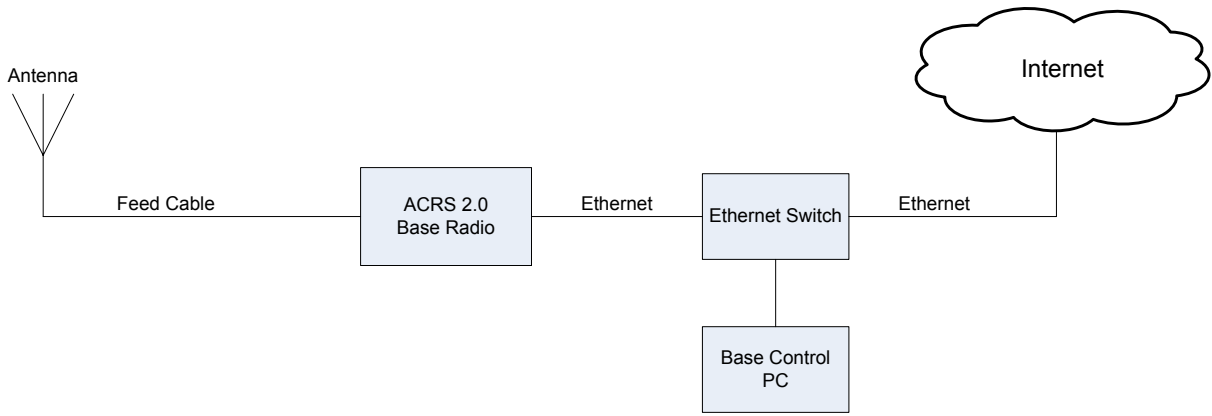 Internet
Antenna
Feed Cable
ACRS 2.0
Base Radio
Ethernet
Ethernet Switch
Ethernet
Base Control
PC